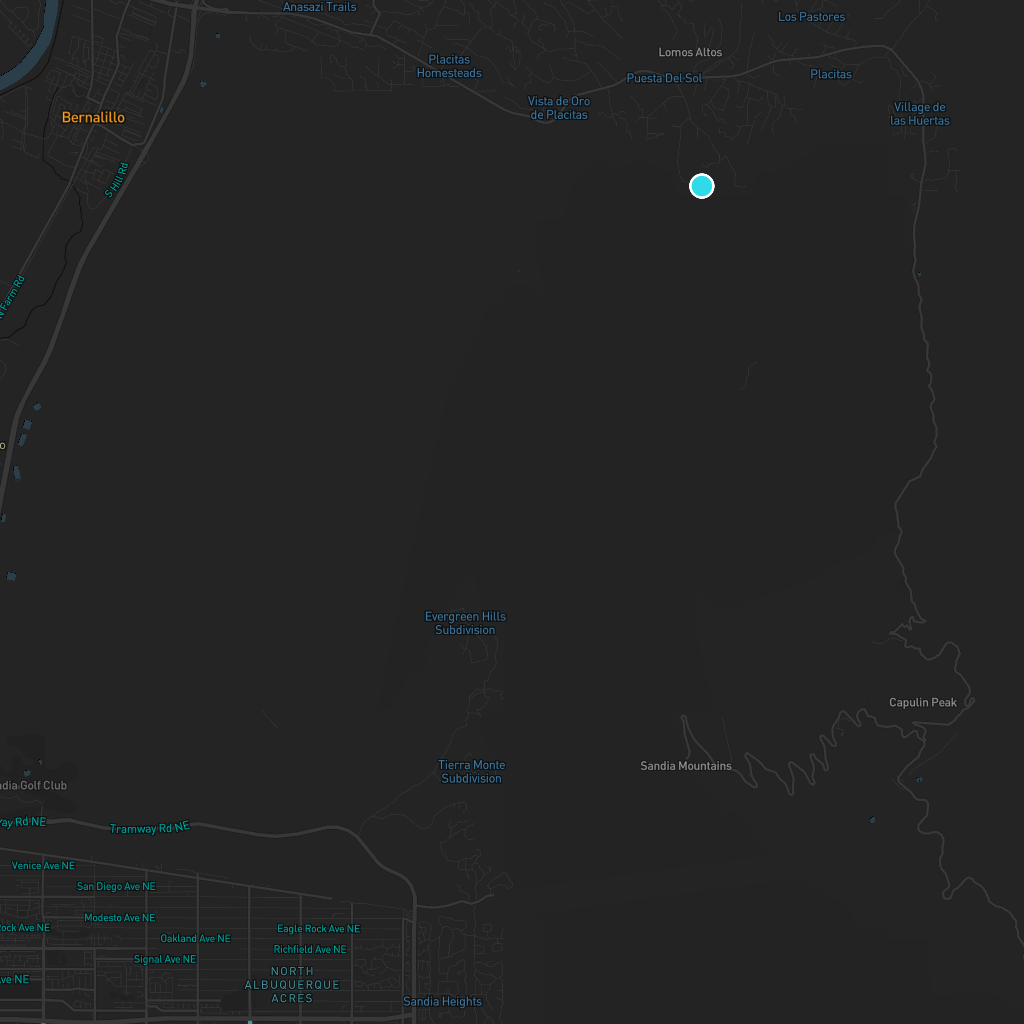 Anasazi Trails
Los Pastores
Lomos Altos
Placitas
Homesteads
Puesta Del Sol
Placitas
Vista de Oro
de Placitas
Village de
las Huertas
Bernalillo
S Hill Rd
Farm Rd
o
Evergreen Hills
Subdivision
Capulin Peak
Sandia Mountains
Tierra Monte
Subdivision
ndia Golf Club
ay Rd NE
Tramway Rd NE
Venice Ave NE
San Diego Ave NE
Modesto Ave NE
Rock Ave NE
Eagle Rock Ave NE
Oakland Ave NE
Richfield Ave NE
Signal Ave NE
Ave NE
NORTH
ALBUQUERQUE
ACRES
Sandia Heights